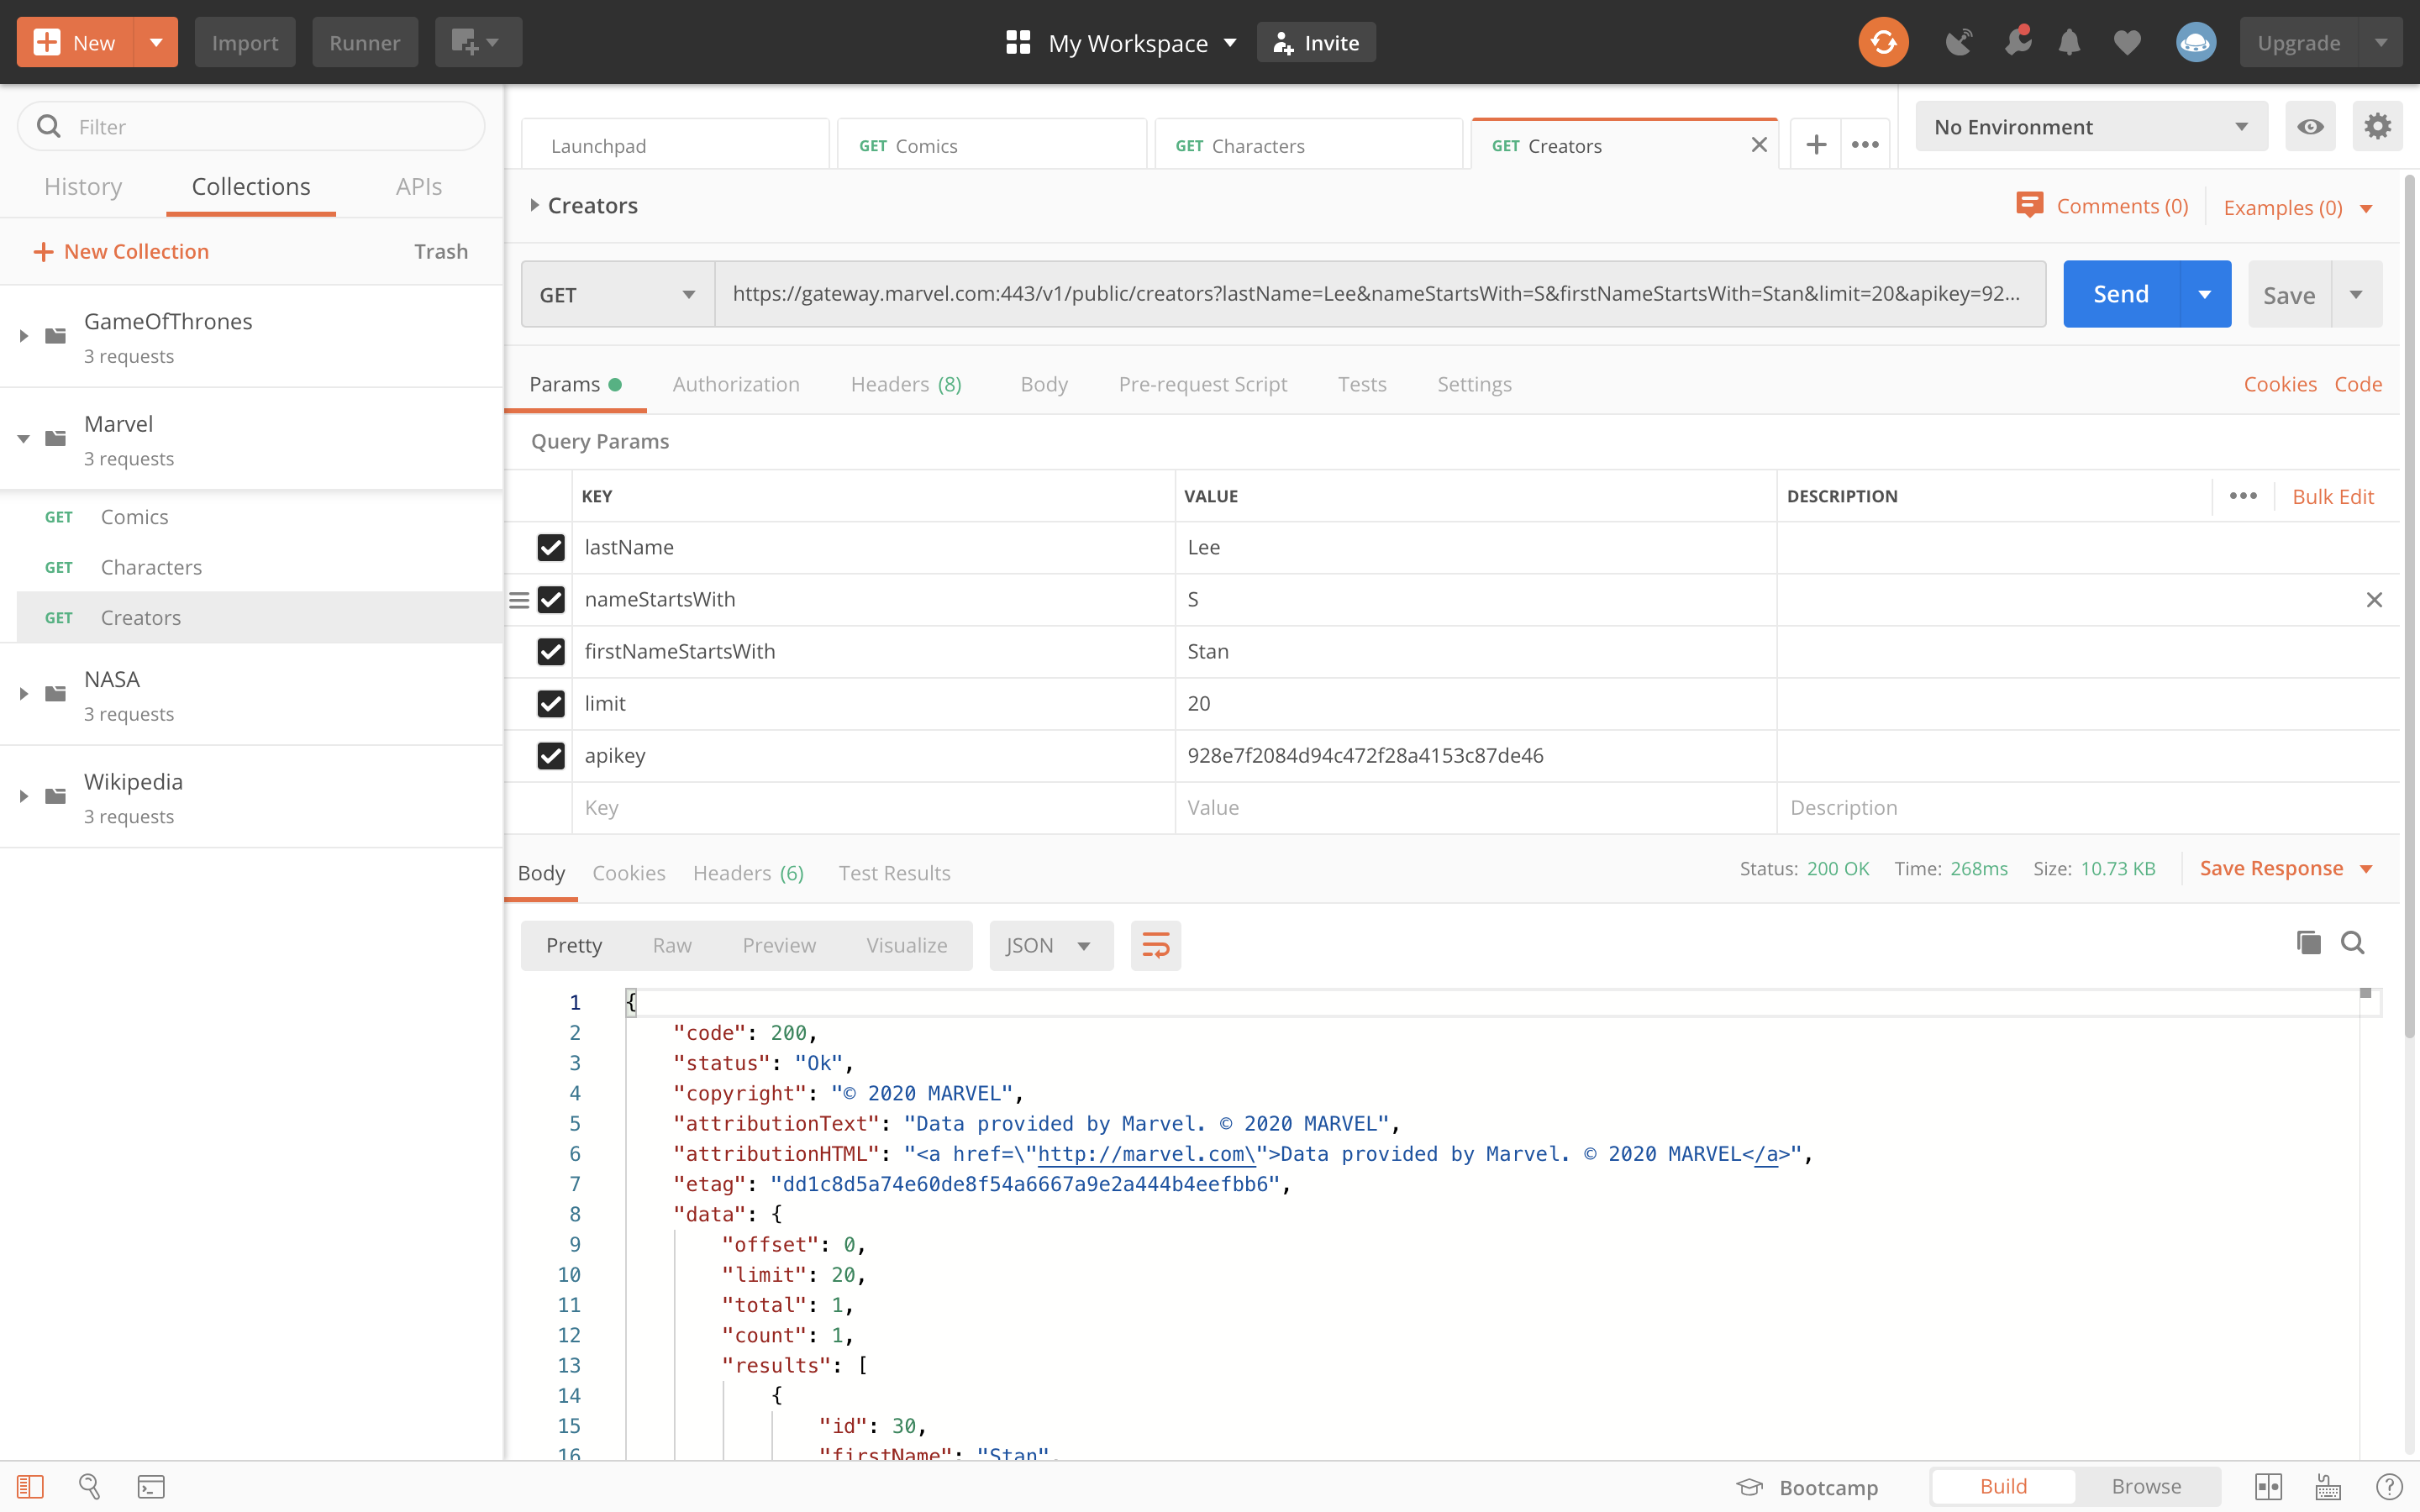 New
Import
Runner
My Workspace
Invite
Upgrade
Filter
History
Collections
APIs
New Collection
Trash
GameOfThrones
3 requests
Marvel
3 requests
GET Comics
GET Characters
GET Creators
NASA
3 requests
Wikipedia
3 requests
Launchpad
GET Comics
GET Characters
GET Creators
No Environment
Creators
Comments (0)
Examples (0)
GET
https://gateway.marvel.com:443/v1/public/creators?lastName=Lee&nameStartsWith=S&firstNameStartsWith=Stan&limit=20&apikey=92...
Send
Save
Params
Authorization
Headers (8)
Body
Pre-request Script
Tests
Settings
Cookies
Code
Query Params
KEY VALUE DESCRIPTION
Bulk Edit
lastName Lee
nameStartsWith S
firstNameStartsWith Stan
limit 20
apikey 928e7f2084d94c472f28a4153c87de46
Key Value Description
Body
Cookies
Headers (6)
Test Results
Status: 200 OK
Time: 268ms
Size: 10.73 KB
Save Response
Pretty
Raw
Preview
Visualize
JSON
1 {
2 "code": 200,
3 "status": "Ok",
4 "copyright": "© 2020 MARVEL",
5 "attributionText": "Data provided by Marvel. © 2020 MARVEL",
6 "attributionHTML": "<a href=\"http://marvel.com\">Data provided by Marvel. © 2020 MARVEL</a>",
7 "etag": "dd1c8d5a74e60de8f54a6667a9e2a444b4eefbb6",
8 "data": {
9 "offset": 0,
10 "limit": 20,
11 "total": 1,
12 "count": 1,
13 "results": [
14 {
15 "id": 30,
16 "firstName": "Stan",
Bootcamp
Build
Browse